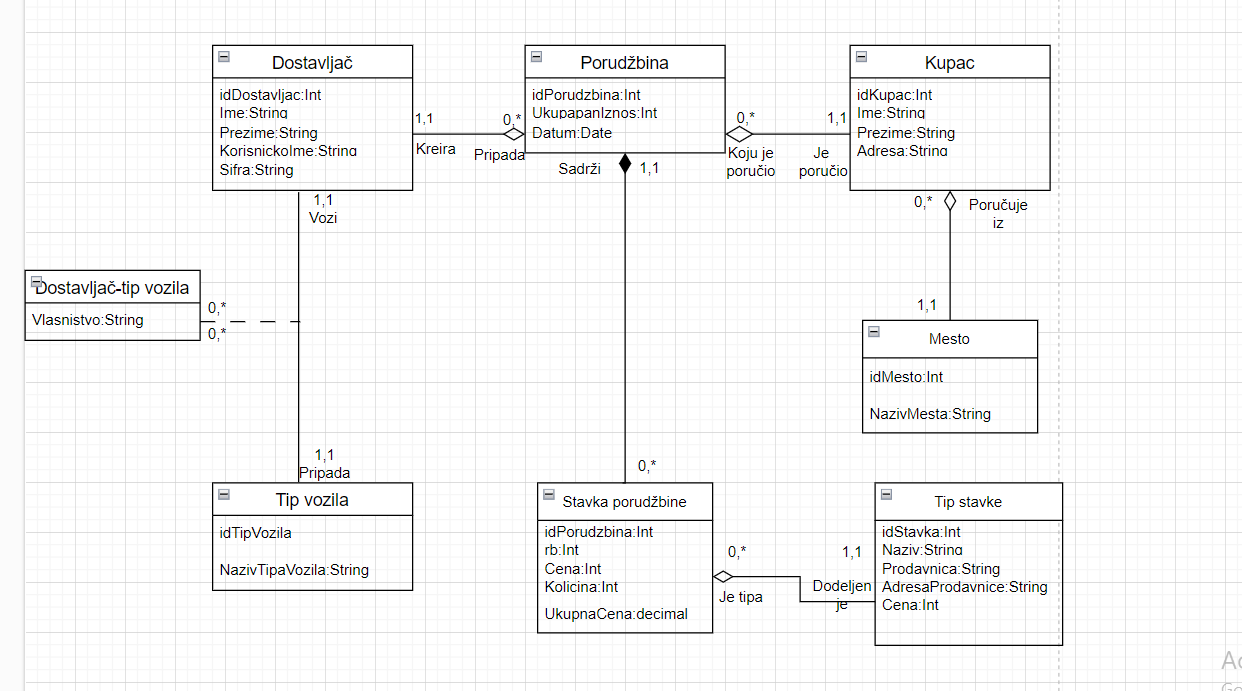 Dostavljač
idDostavljac:Int
Ime:String
Prezime:String
KorisnickoIme:String
Sifra:String
1,1
Kreira
0,*
Pripada
Porudžbina
idPorudzbina:Int
UkupapanIznos:Int
Datum:Date
0,*
Koju je
poručio
1,1
Je
poručio
Kupac
idKupac:Int
Ime:String
Prezime:String
Adresa:String
Sadrži
1,1
1,1
Vozi
0,*
Poručuje
iz
Dostavljač-tip vozila
Vlasnistvo:String
0,*
0,*
1,1
Mesto
idMesto:Int
NazivMesta:String
1,1
Pripada
0,*
Tip vozila
idTipVozila
NazivTipaVozila:String
Stavka porudžbine
idPorudzbina:Int
rb:Int
Cena:Int
Kolicina:Int
UkupnaCena:decimal
0,*
Je tipa
1,1
Dodeljen
je
Tip stavke
idStavka:Int
Naziv:String
Prodavnica:String
AdresaProdavnice:String
Cena:Int